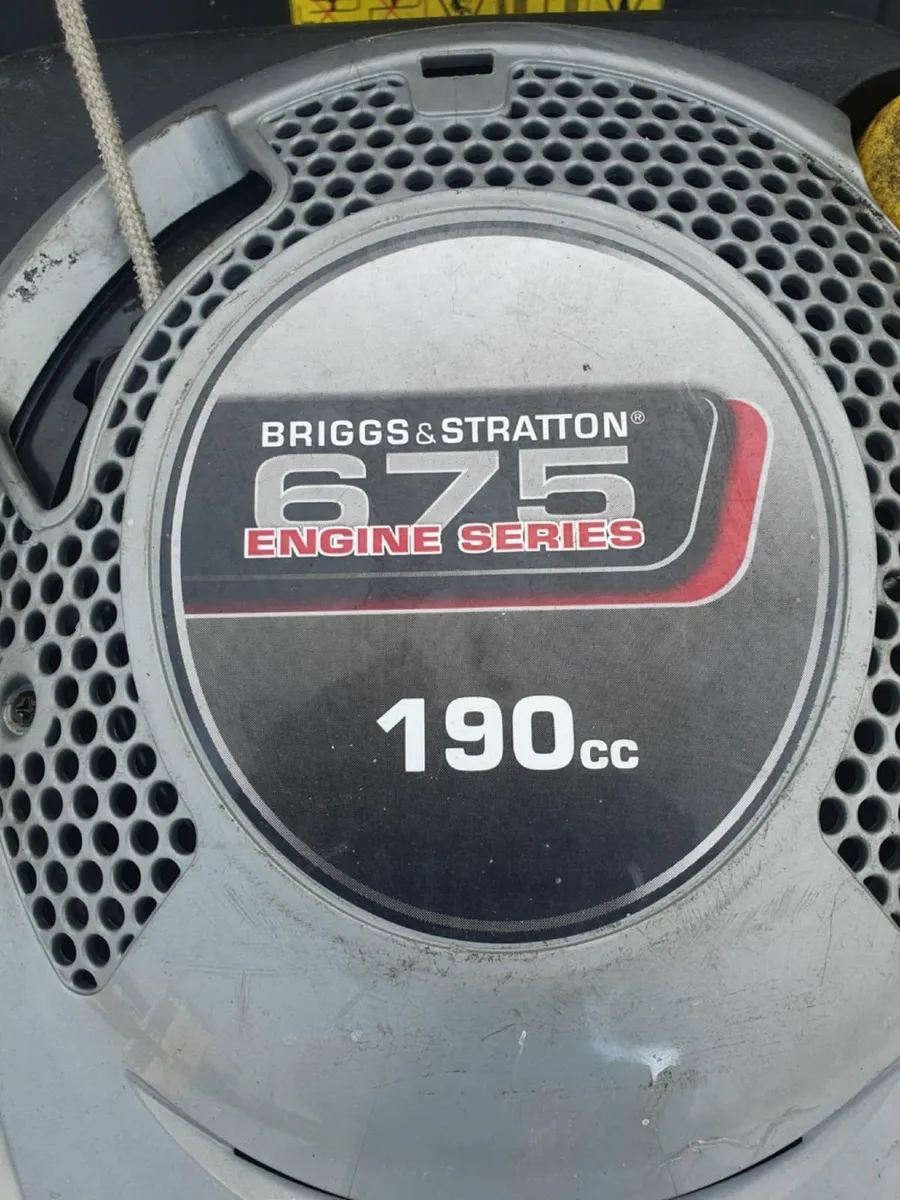 BRIGGS & STRATTON®
675
ENGINE SERIES
190cc